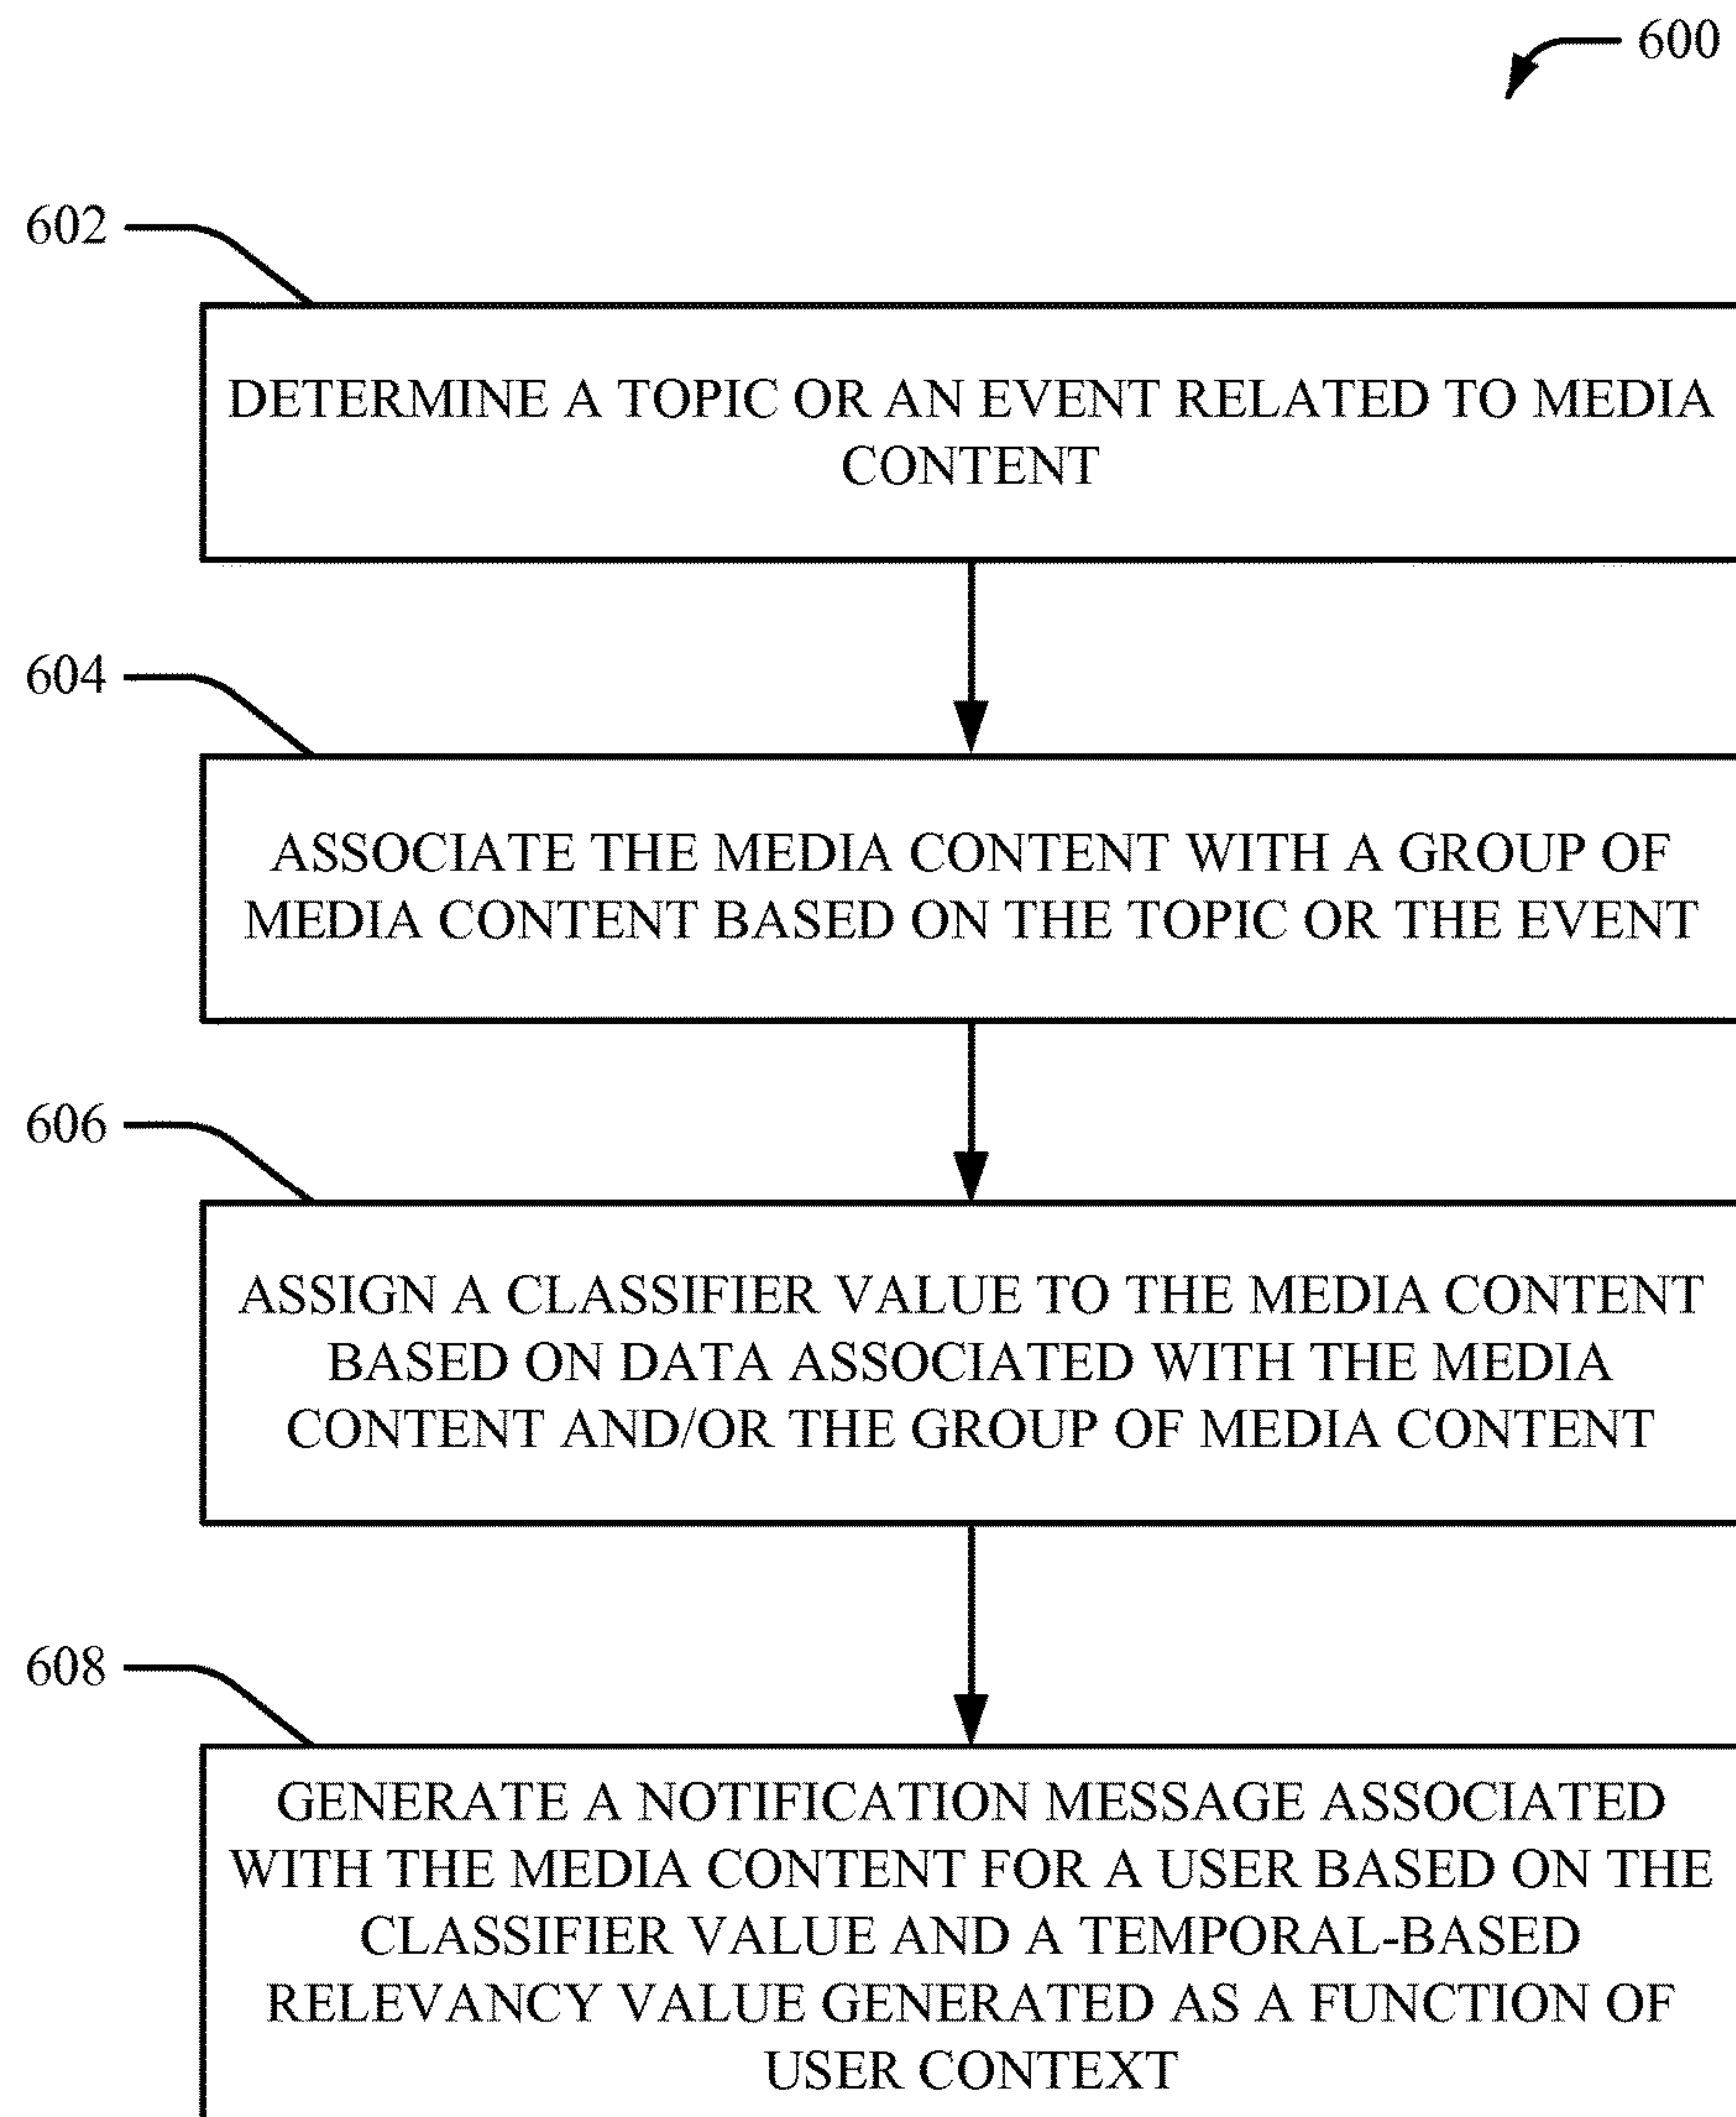 600
602
DETERMINE A TOPIC OR AN EVENT RELATED TO MEDIA
CONTENT
604
ASSOCIATE THE MEDIA CONTENT WITH A GROUP OF
MEDIA CONTENT BASED ON THE TOPIC OR THE EVENT
606
ASSIGN A CLASSIFIER VALUE TO THE MEDIA CONTENT
BASED ON DATA ASSOCIATED WITH THE MEDIA
CONTENT AND/OR THE GROUP OF MEDIA CONTENT
608
GENERATE A NOTIFICATION MESSAGE ASSOCIATED
WITH THE MEDIA CONTENT FOR A USER BASED ON THE
CLASSIFIER VALUE AND A TEMPORAL-BASED
RELEVANCY VALUE GENERATED AS A FUNCTION OF
USER CONTEXT